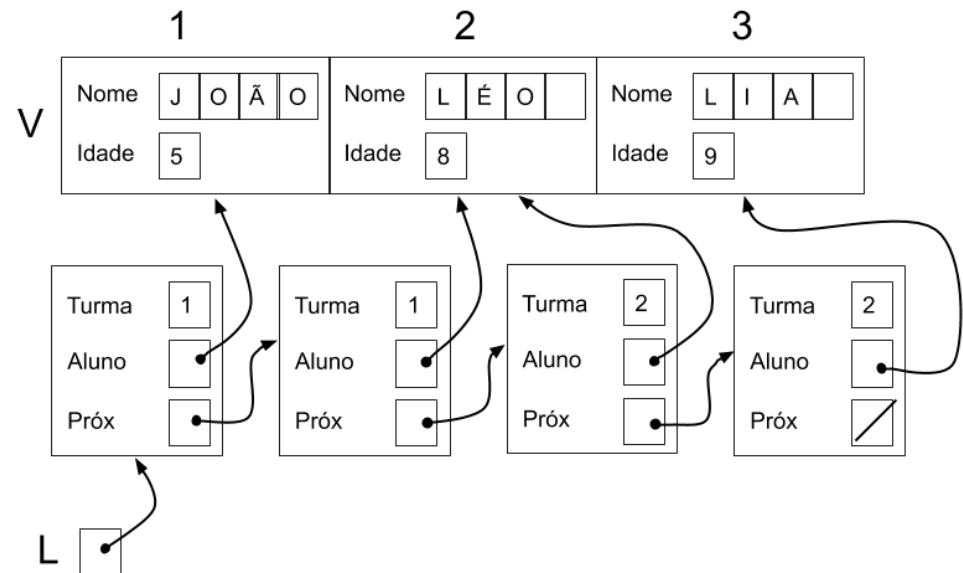 1 2 3
V
Nome J O Ã O Nome L É O Nome L I A
Idade 5 Idade 8 Idade 9
Turma 1 Turma 1 Turma 2 Turma 2
Aluno Aluno Aluno Aluno
Próx Próx Próx Próx
L